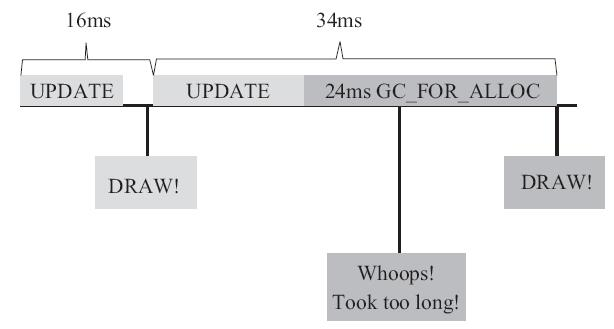 16ms
34ms
UPDATE
UPDATE
24ms GC_FOR_ALLOC
DRAW!
DRAW!
Whoops!
Took too long!